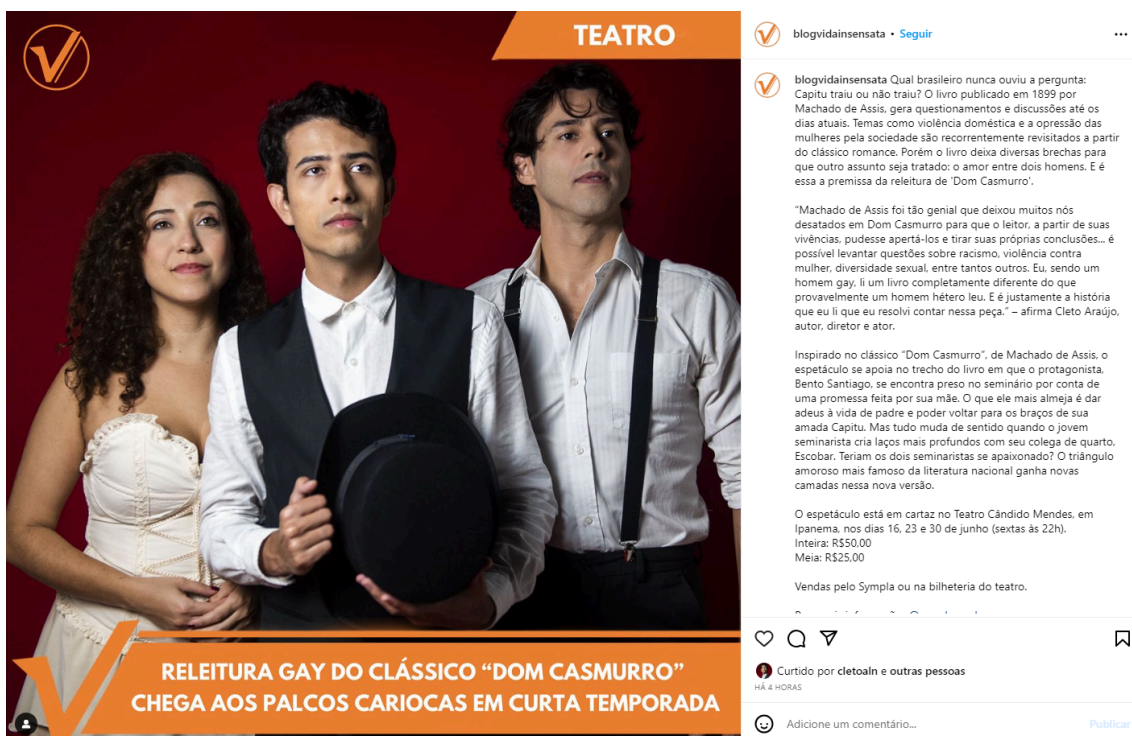 TEATRO
RELEITURA GAY DO CLÁSSICO “DOM CASMURRO”
CHEGA AOS PALCOS CARIOCAS EM CURTA TEMPORADA
blogvidainsensata • Seguir
blogvidainsensata Qual brasileiro nunca ouviu a pergunta:
Capitu traiu ou não traiu? O livro publicado em 1899 por
Machado de Assis, gera questionamentos e discussões até os
dias atuais. Temas como violência doméstica e a opressão das
mulheres pela sociedade são recorrentemente revisitados a partir
do clássico romance. Porém o livro deixa diversas brechas para
que outro assunto seja tratado: o amor entre dois homens. E é
essa a premissa da releitura de 'Dom Casmurro'.
“Machado de Assis foi tão genial que deixou muitos nós
desatados em Dom Casmurro para que o leitor, a partir de suas
vivências, pudesse apertá-los e tirar suas próprias conclusões... é
possível levantar questões sobre racismo, violência contra
mulher, diversidade sexual, entre tantos outros. Eu, sendo um
homem gay, li um livro completamente diferente do que
provavelmente um homem hétero leu. E é justamente a história
que eu li que eu resolvi contar nessa peça.” – afirma Cleto Araújo,
autor, diretor e ator.
Inspirado no clássico “Dom Casmurro”, de Machado de Assis, o
espetáculo se apoia no trecho do livro em que o protagonista,
Bento Santiago, se encontra preso no seminário por conta de
uma promessa feita por sua mãe. O que ele mais almeja é dar
adeus à vida de padre e poder voltar para os braços de sua
amada Capitu. Mas tudo muda de sentido quando o jovem
seminarista cria laços mais profundos com seu colega de quarto,
Escobar. Teriam os dois seminaristas se apaixonado? O triângulo
amoroso mais famoso da literatura nacional ganha novas
camadas nessa nova versão.
O espetáculo está em cartaz no Teatro Cândido Mendes, em
Ipanema, nos dias 16, 23 e 30 de junho (sextas às 22h).
Inteira: R$50,00
Meia: R$25,00
Vendas pelo Sympla ou na bilheteria do teatro.
Curtido por cletoaln e outras pessoas
HÁ 4 HORAS
Adicione um comentário...
Publicar